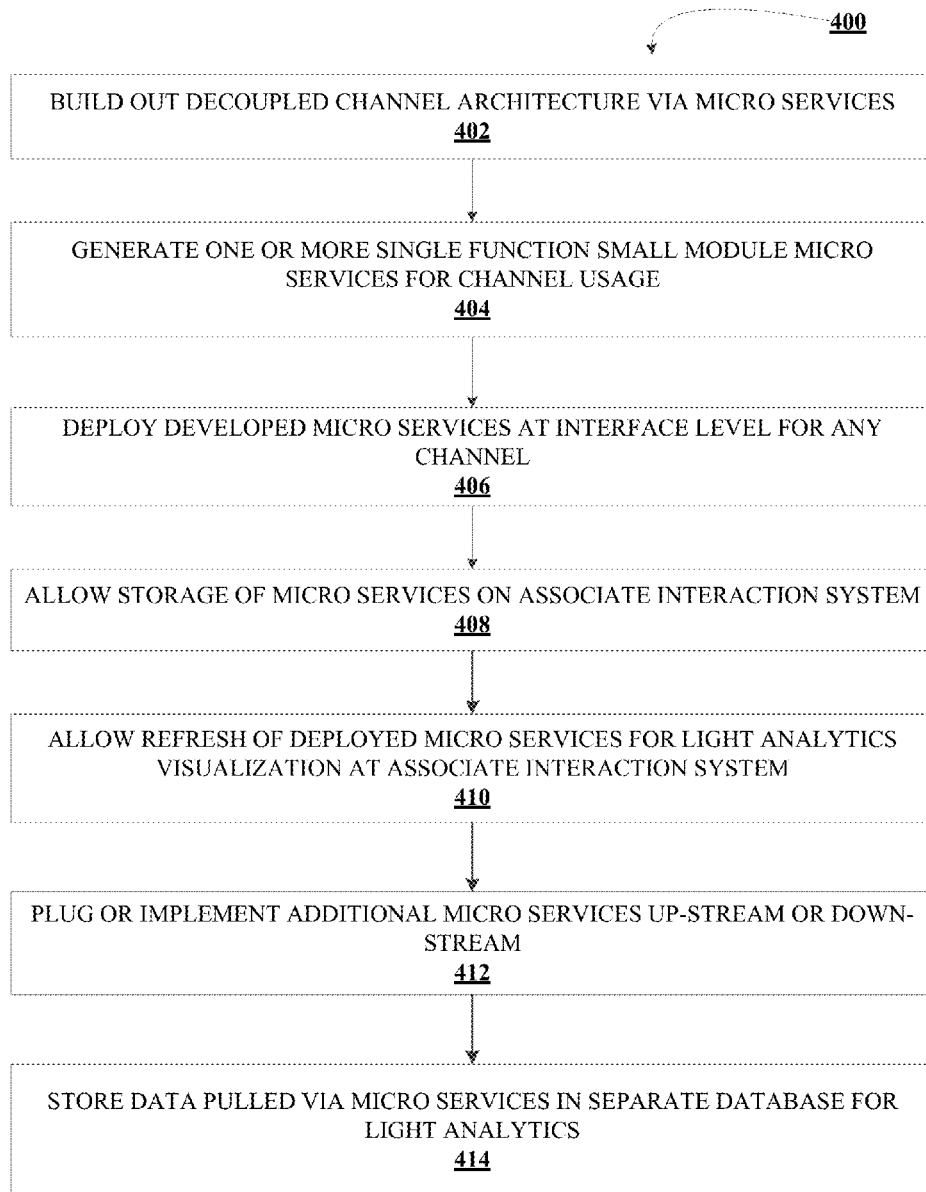 400
BUILD OUT DECOUPLED CHANNEL ARCHITECTURE VIA MICRO SERVICES
402
GENERATE ONE OR MORE SINGLE FUNCTION SMALL MODULE MICRO
SERVICES FOR CHANNEL USAGE
404
DEPLOY DEVELOPED MICRO SERVICES AT INTERFACE LEVEL FOR ANY
CHANNEL
406
ALLOW STORAGE OF MICRO SERVICES ON ASSOCIATE INTERACTION SYSTEM
408
ALLOW REFRESH OF DEPLOYED MICRO SERVICES FOR LIGHT ANALYTICS
VISUALIZATION AT ASSOCIATE INTERACTION SYSTEM
410
PLUG OR IMPLEMENT ADDITIONAL MICRO SERVICES UP-STREAM OR DOWN-
STREAM
412
STORE DATA PULLED VIA MICRO SERVICES IN SEPARATE DATABASE FOR
LIGHT ANALYTICS
414